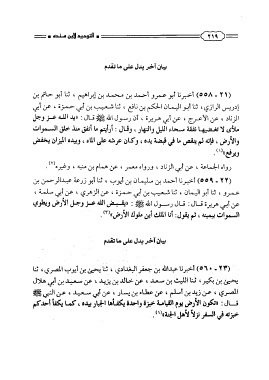 ٢١٩
التوحيد لابن منده
بيان آخر يدل على ما تقدم
(٢١ - ٥٥٨) أخبرنا أبو عمرو أحمد بن محمد بن إبراهيم، ثنا أبو حاتم بن
إدريس الرازي، ثنا أبو اليمان الحكم بن نافع، ثنا شعيب بن أبي حمزة، عن أبي
الزناد، عن الأعرج، عن أبي هريرة، أن رسول الله ﷺ قال: «يد الله عز وجل
ملأى لا تغيضها نفقة سحاء الليل والنهار، وقال: أرأيتم ما أنفق منذ خلق السموات
والأرض، فإنه لم ينقص ما في قبضة يده، وكان عرشه على الماء، وبيده الميزان يخفض
ويرفع»(١).
رواه الجماعة، عن أبي الزناد، ورواه معمر، عن همام بن منبه، وغيره(٢).
(٢٢ - ٥٥٩) أخبرنا أحمد بن سليمان بن أيوب، ثنا أبو زرعة عبدالرحمن بن
عمرو، ثنا أبو اليمان، ثنا شعيب بن أبي حمزة، عن الزهري، عن أبي سلمة،
عن أبي هريرة قال: قال رسول الله ﷺ: «يقبض الله عز وجل الأرض ويطوي
السموات بيمينه، ثم يقول: أنا الملك أين ملوك الأرض»(٣).
بيان آخر يدل على ما تقدم
(٢٣ - ٥٦٠) أخبرنا عبدالله بن جعفر البغدادي، ثنا يحيى بن أيوب المصري، ثنا
يحيى بن بكير، ثنا الليث بن سعد، عن خالد بن يزيد، عن سعيد بن أبي هلال
المصري، عن زيد بن أسلم، عن عطاء بن يسار، عن أبي سعيد، عن النبي ﷺ
قال: «تكون الأرض يوم القيامة خبزة واحدة يكفأها الجبار بيده، كما يكفأ أحدكم
خبزته في السفر نزلاً لأهل الجنة»(٤).